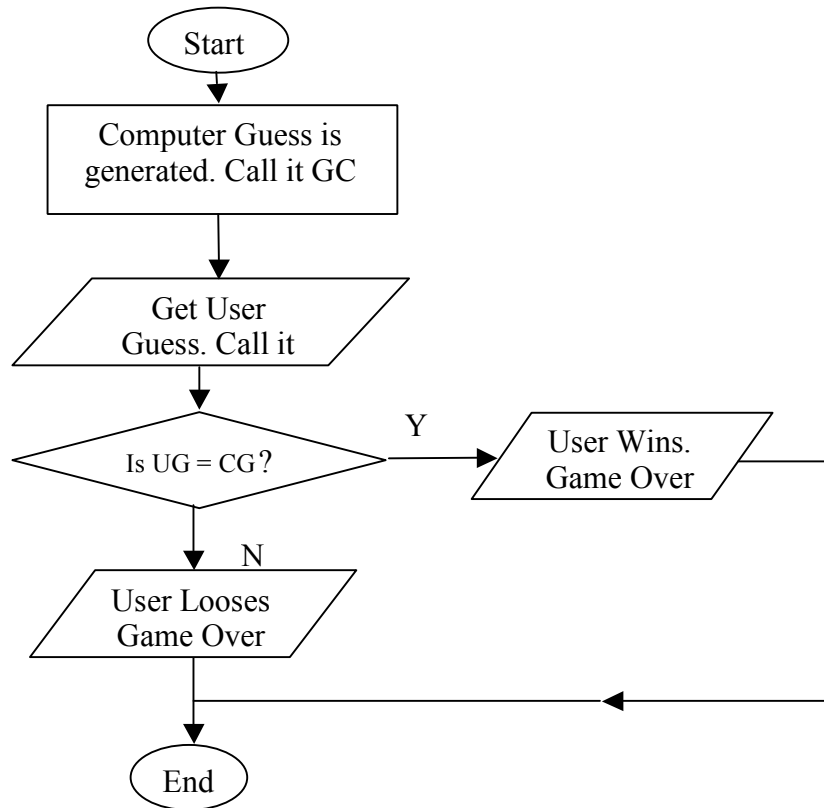 Start
Computer Guess is
generated. Call it GC
Get User
Guess. Call it
Y
Is UG = CG?
User Wins.
Game Over
N
User Looses
Game Over
End